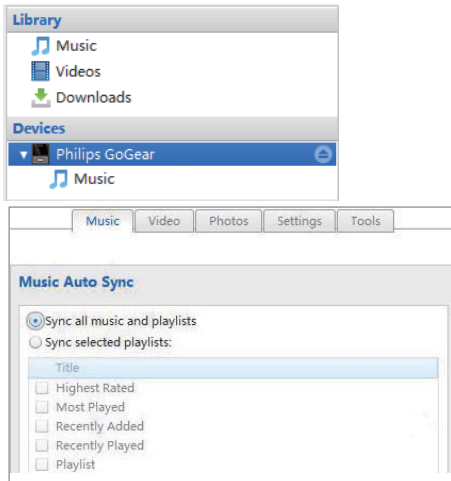 Library
Music
Videos
Downloads
Devices
Philips GoGear
Music
Music Video Photos Settings Tools
Music Auto Sync
Sync all music and playlists
Sync selected playlists:
Title
Highest Rated
Most Played
Recently Added
Recently Played
Playlist